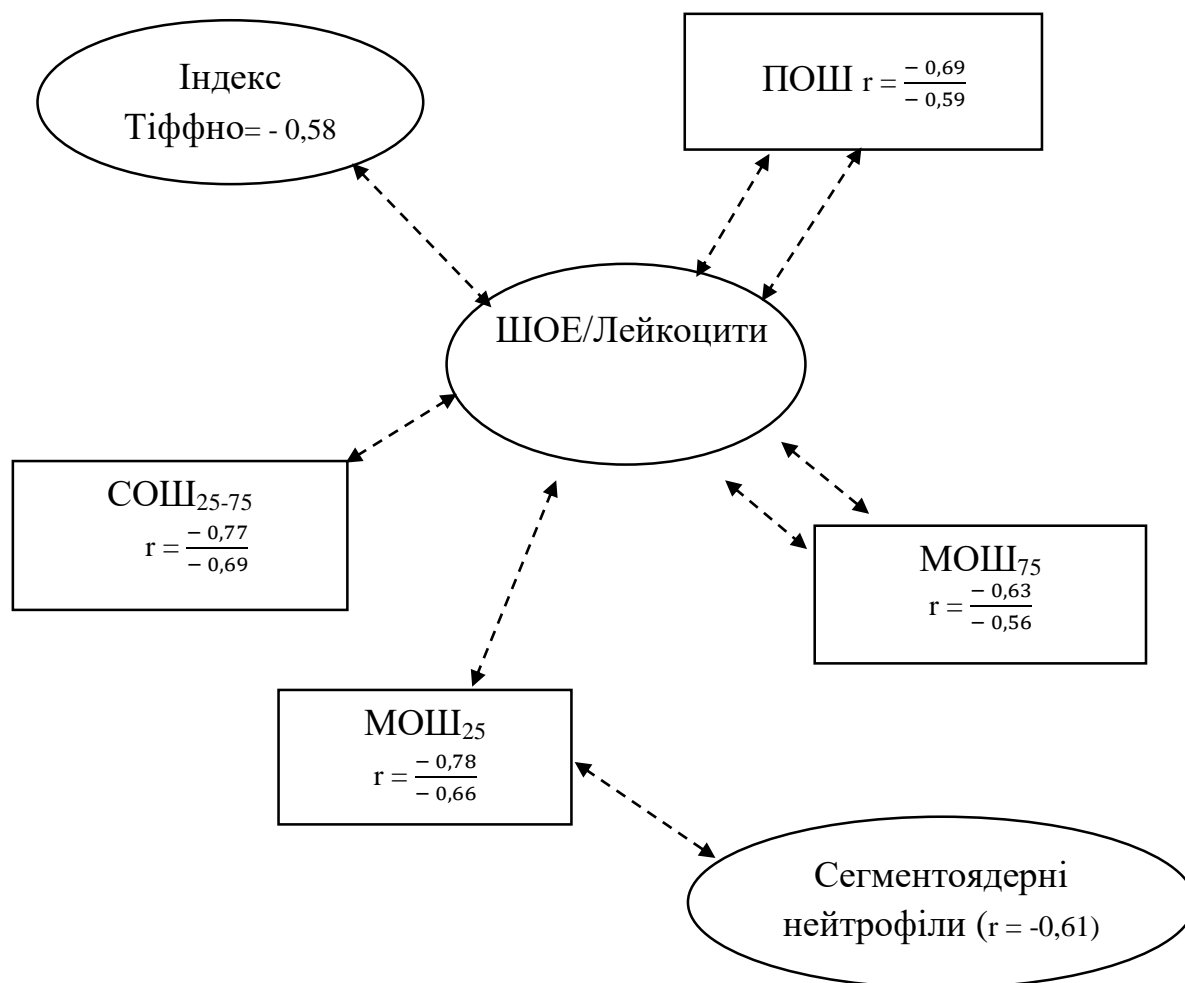 Індекс
Тіффно= - 0,58
ПОШ r = − 0,69 / − 0,59
ШОЕ/Лейкоцити
СОШ25-75
r = − 0,77 / − 0,69
МОШ75
r = − 0,63 / − 0,56
МОШ25
r = − 0,78 / − 0,66
Сегментоядерні
нейтрофіли (r = -0,61)